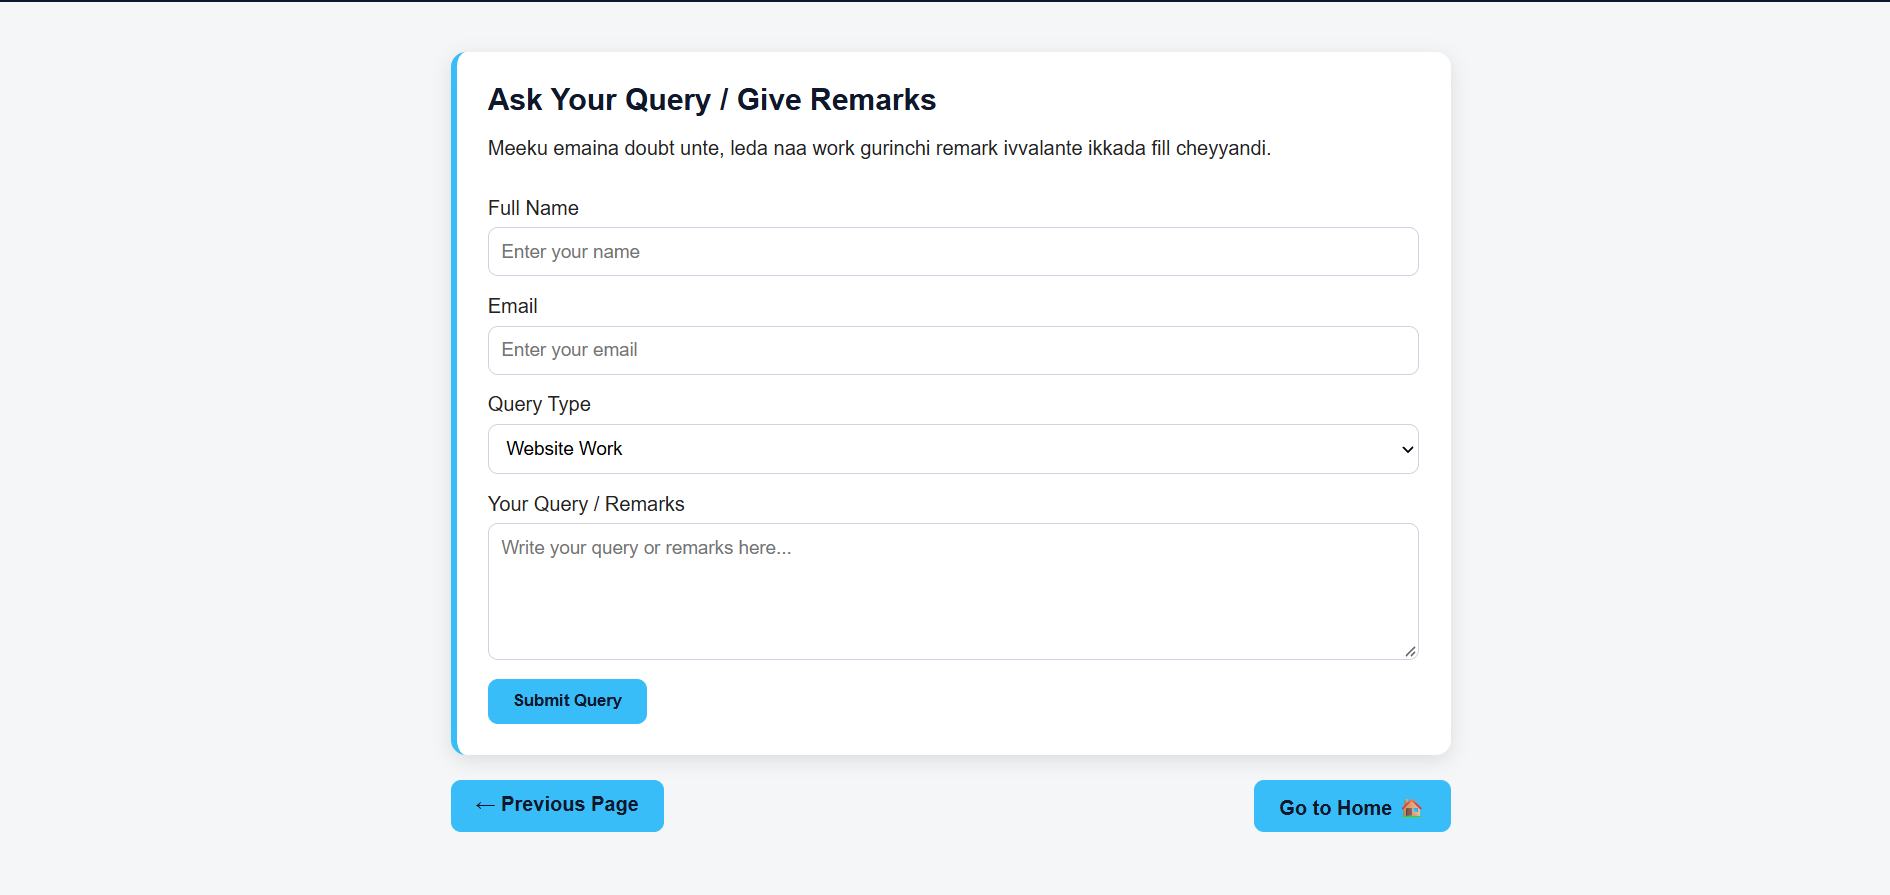 Ask Your Query / Give Remarks
Meeku emaina doubt unte, leda naa work gurinchi remark ivvalante ikkada fill cheyyandi.
Full Name
Enter your name
Email
Enter your email
Query Type
Website Work
Your Query / Remarks
Write your query or remarks here...
Submit Query
← Previous Page
Go to Home 🏠